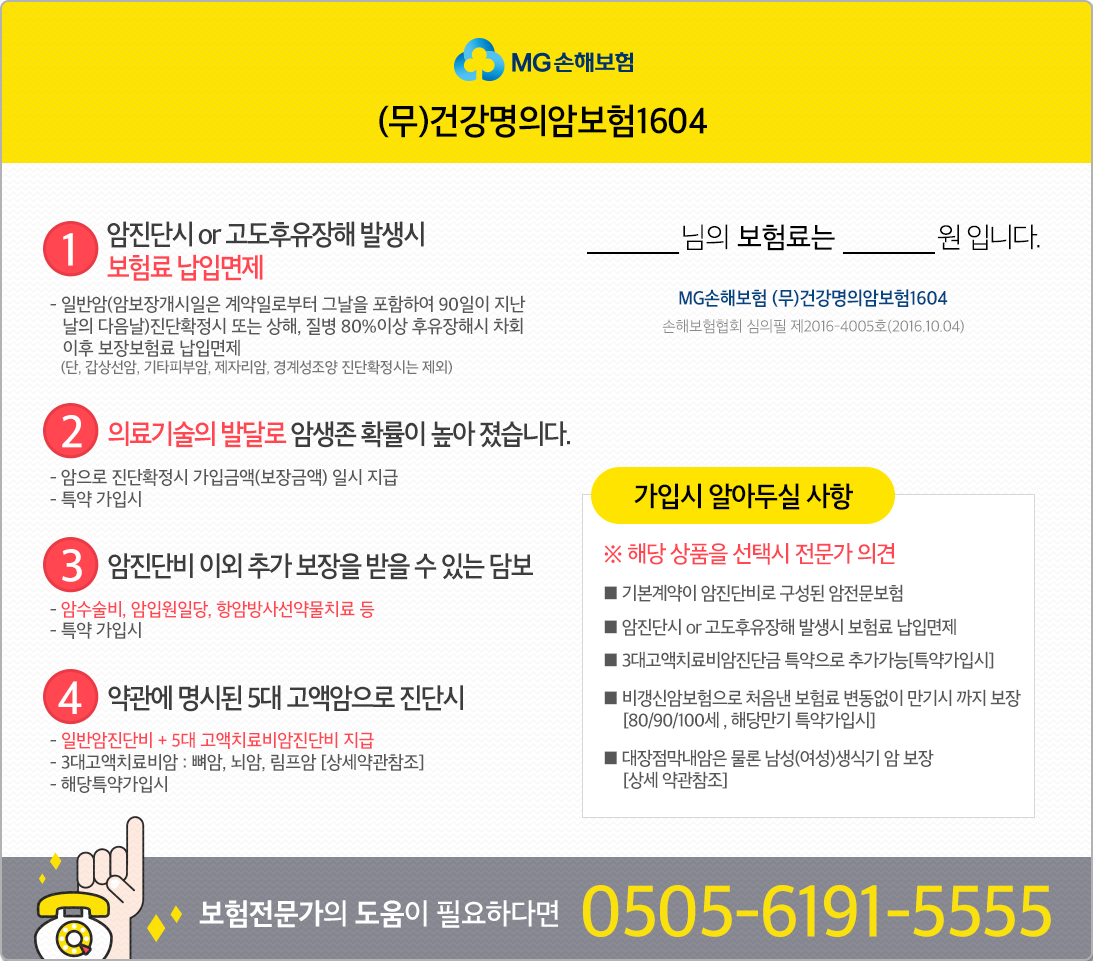 MG 손해보험
(무)건강명의암보험1604
1
암진단시 or 고도후유장해 발생시
보험료 납입면제
- 일반암(암보장개시일은 계약일로부터 그날을 포함하여 90일이 지난
날의 다음날)진단확정시 또는 상해, 질병 80%이상 후유장해시 차회
이후 보장보험료 납입면제
(단, 갑상선암, 기타피부암, 제자리암, 경계성조양 진단확정시는 제외)
2
의료기술의 발달로 암생존 확률이 높아 졌습니다.
- 암으로 진단확정시 가입금액(보장금액) 일시 지급
- 특약 가입시
3
암진단비 이외 추가 보장을 받을 수 있는 담보
- 암수술비, 암입원일당, 항암방사선약물치료 등
- 특약 가입시
4
약관에 명시된 5대 고액암으로 진단시
- 일반암진단비 + 5대 고액치료비암진단비 지급
- 3대고액치료비암 : 뼈암, 뇌암, 림프암 [상세약관참조]
- 해당특약가입시
______님의 보험료는 ______원 입니다.
MG손해보험 (무)건강명의암보험1604
손해보험협회 심의필 제2016-4005호(2016.10.04)
가입시 알아두실 사항
※ 해당 상품을 선택시 전문가 의견
■ 기본계약이 암진단비로 구성된 암전문보험
■ 암진단시 or 고도후유장해 발생시 보험료 납입면제
■ 3대고액치료비암진단금 특약으로 추가가능[특약가입시]
■ 비갱신암보험으로 처음낸 보험료 변동없이 만기시 까지 보장
[80/90/100세 , 해당만기 특약가입시]
■ 대장점막내암은 물론 남성(여성)생식기 암 보장
[상세 약관참조]
보험전문가의 도움이 필요하다면 0505-6191-5555